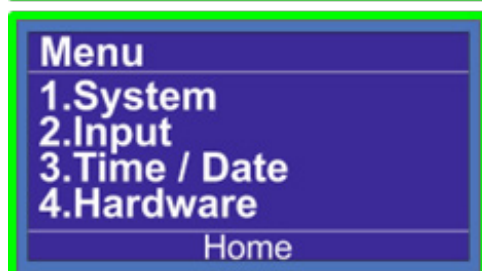 Menu
1.System
2.Input
3.Time / Date
4.Hardware
Home